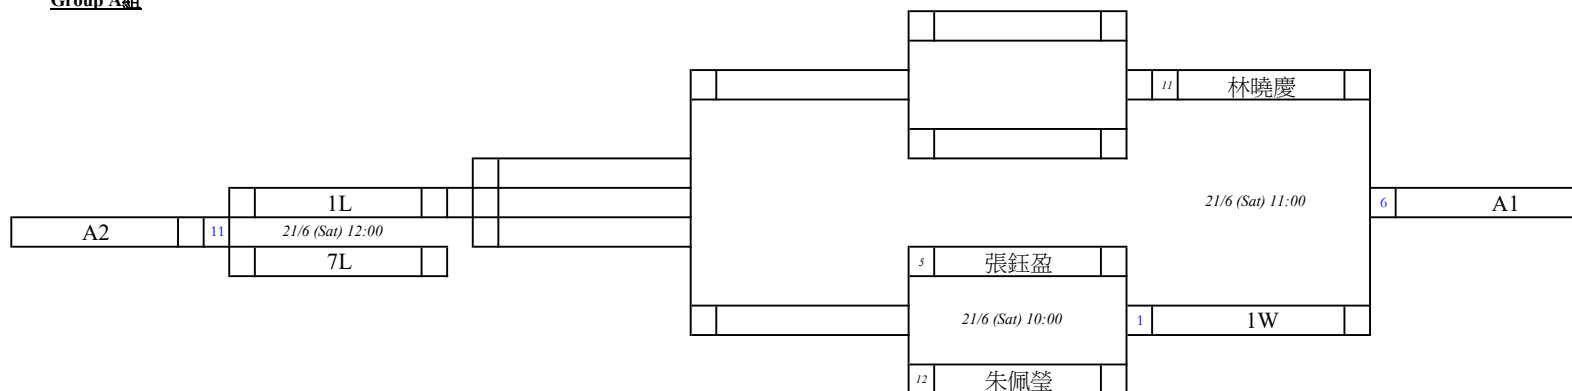 Group A組
11 林曉慶
1L
21/6 (Sat) 11:00
6 A1
A2 11 21/6 (Sat) 12:00
7L
5 張鈺盈
21/6 (Sat) 10:00
1 1W
12 朱佩瑩